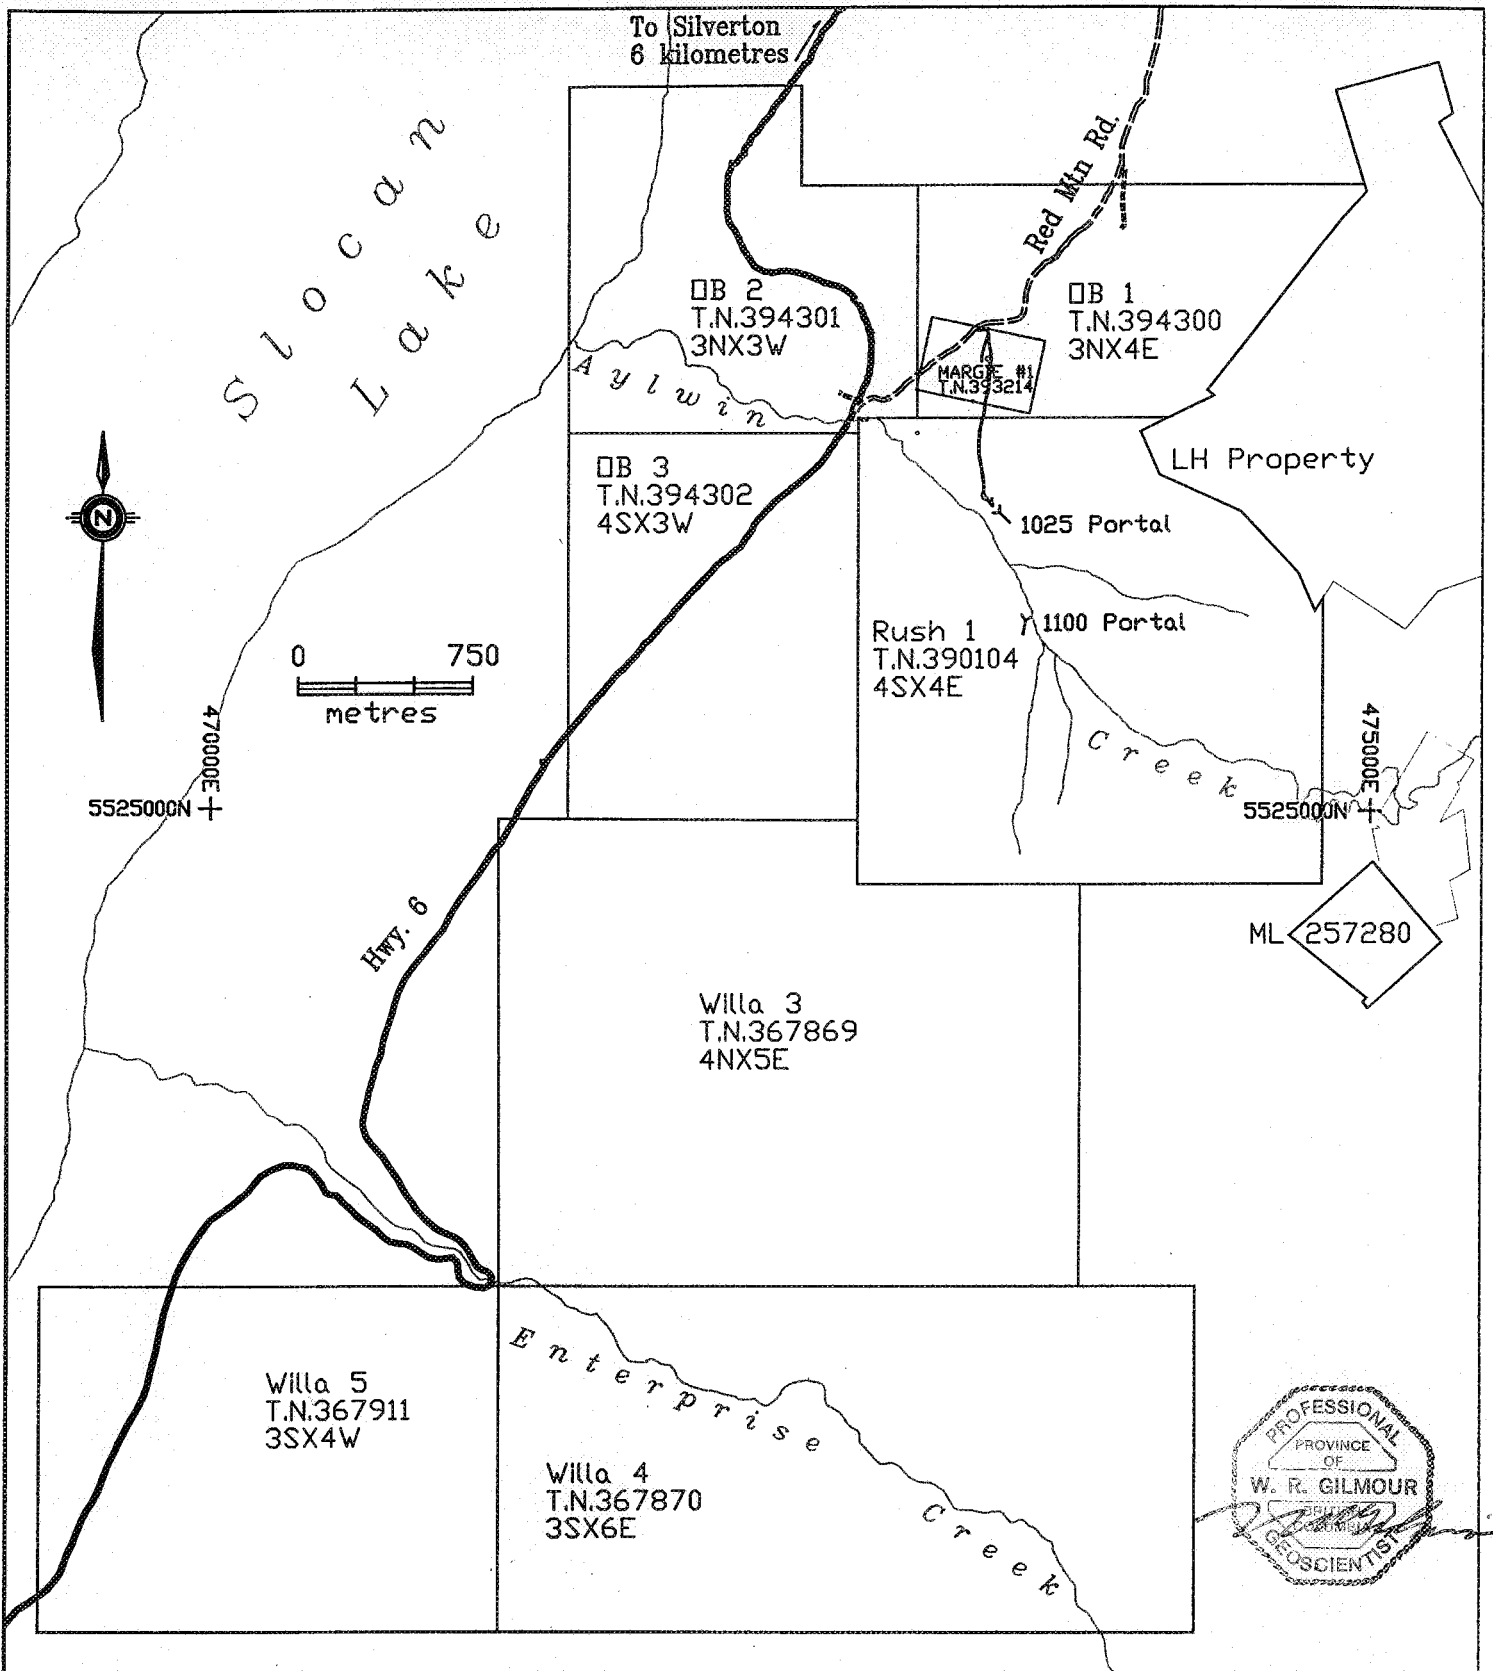 To Silverton
6 kilometres
Slocan
Lake
Red Mtn Rd.
OB 2
T.N.394301
3NX3W
OB 1
T.N.394300
3NX4E
MARGIE #1
T.N.393214
Aylwin
LH Property
OB 3
T.N.394302
4SX3W
N
1025 Portal
1100 Portal
Rush 1
T.N.390104
4SX4E
0 750
metres
470000E
5525000N
Creek
475000E
5525000N
Hwy. 6
ML 257280
Willa 3
T.N.367869
4NX5E
Enterprise
Creek
Willa 5
T.N.367911
3SX4W
Willa 4
T.N.367870
3SX6E
PROFESSIONAL
PROVINCE
OF
W. R. GILMOUR
BRITISH
COLUMBIA
GEOSCIENTIST